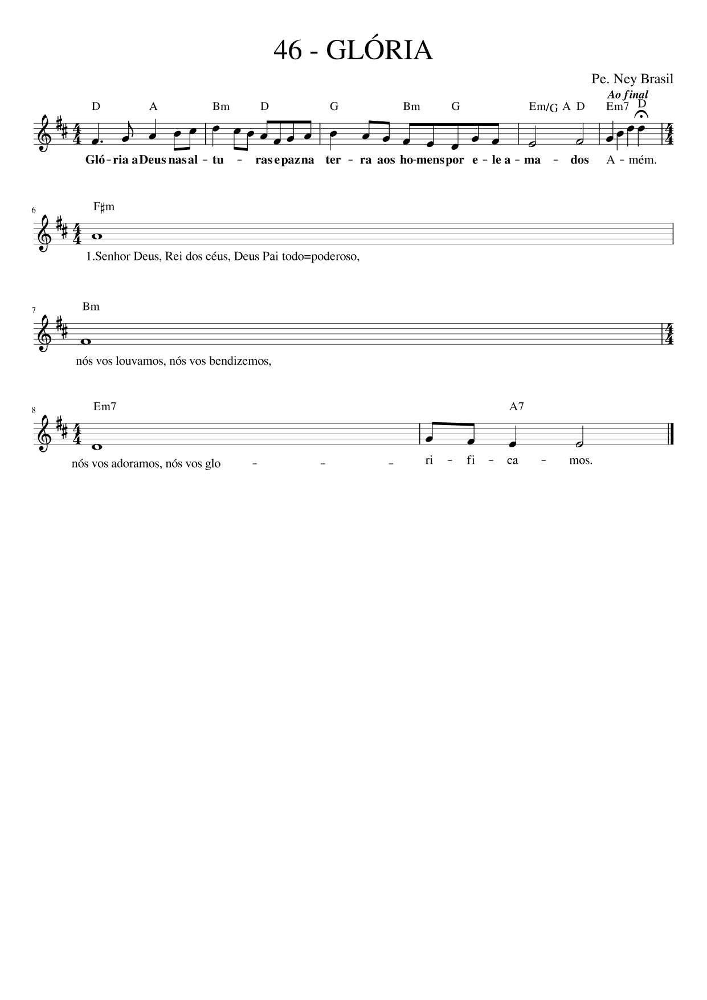 46 - GLÓRIA
Pe. Ney Brasil
Ao final
D A Bm D G Bm G Em/G A D Em7 D
Gló - ria a Deus nas al - tu - ras e paz na ter - ra aos ho - mens por e - le a - ma - dos A - mém.
6
F#m
1.Senhor Deus, Rei dos céus, Deus Pai todo=poderoso,
7
Bm
nós vos louvamos, nós vos bendizemos,
8
Em7 A7
nós vos adoramos, nós vos glo - - - ri - fi - ca - mos.